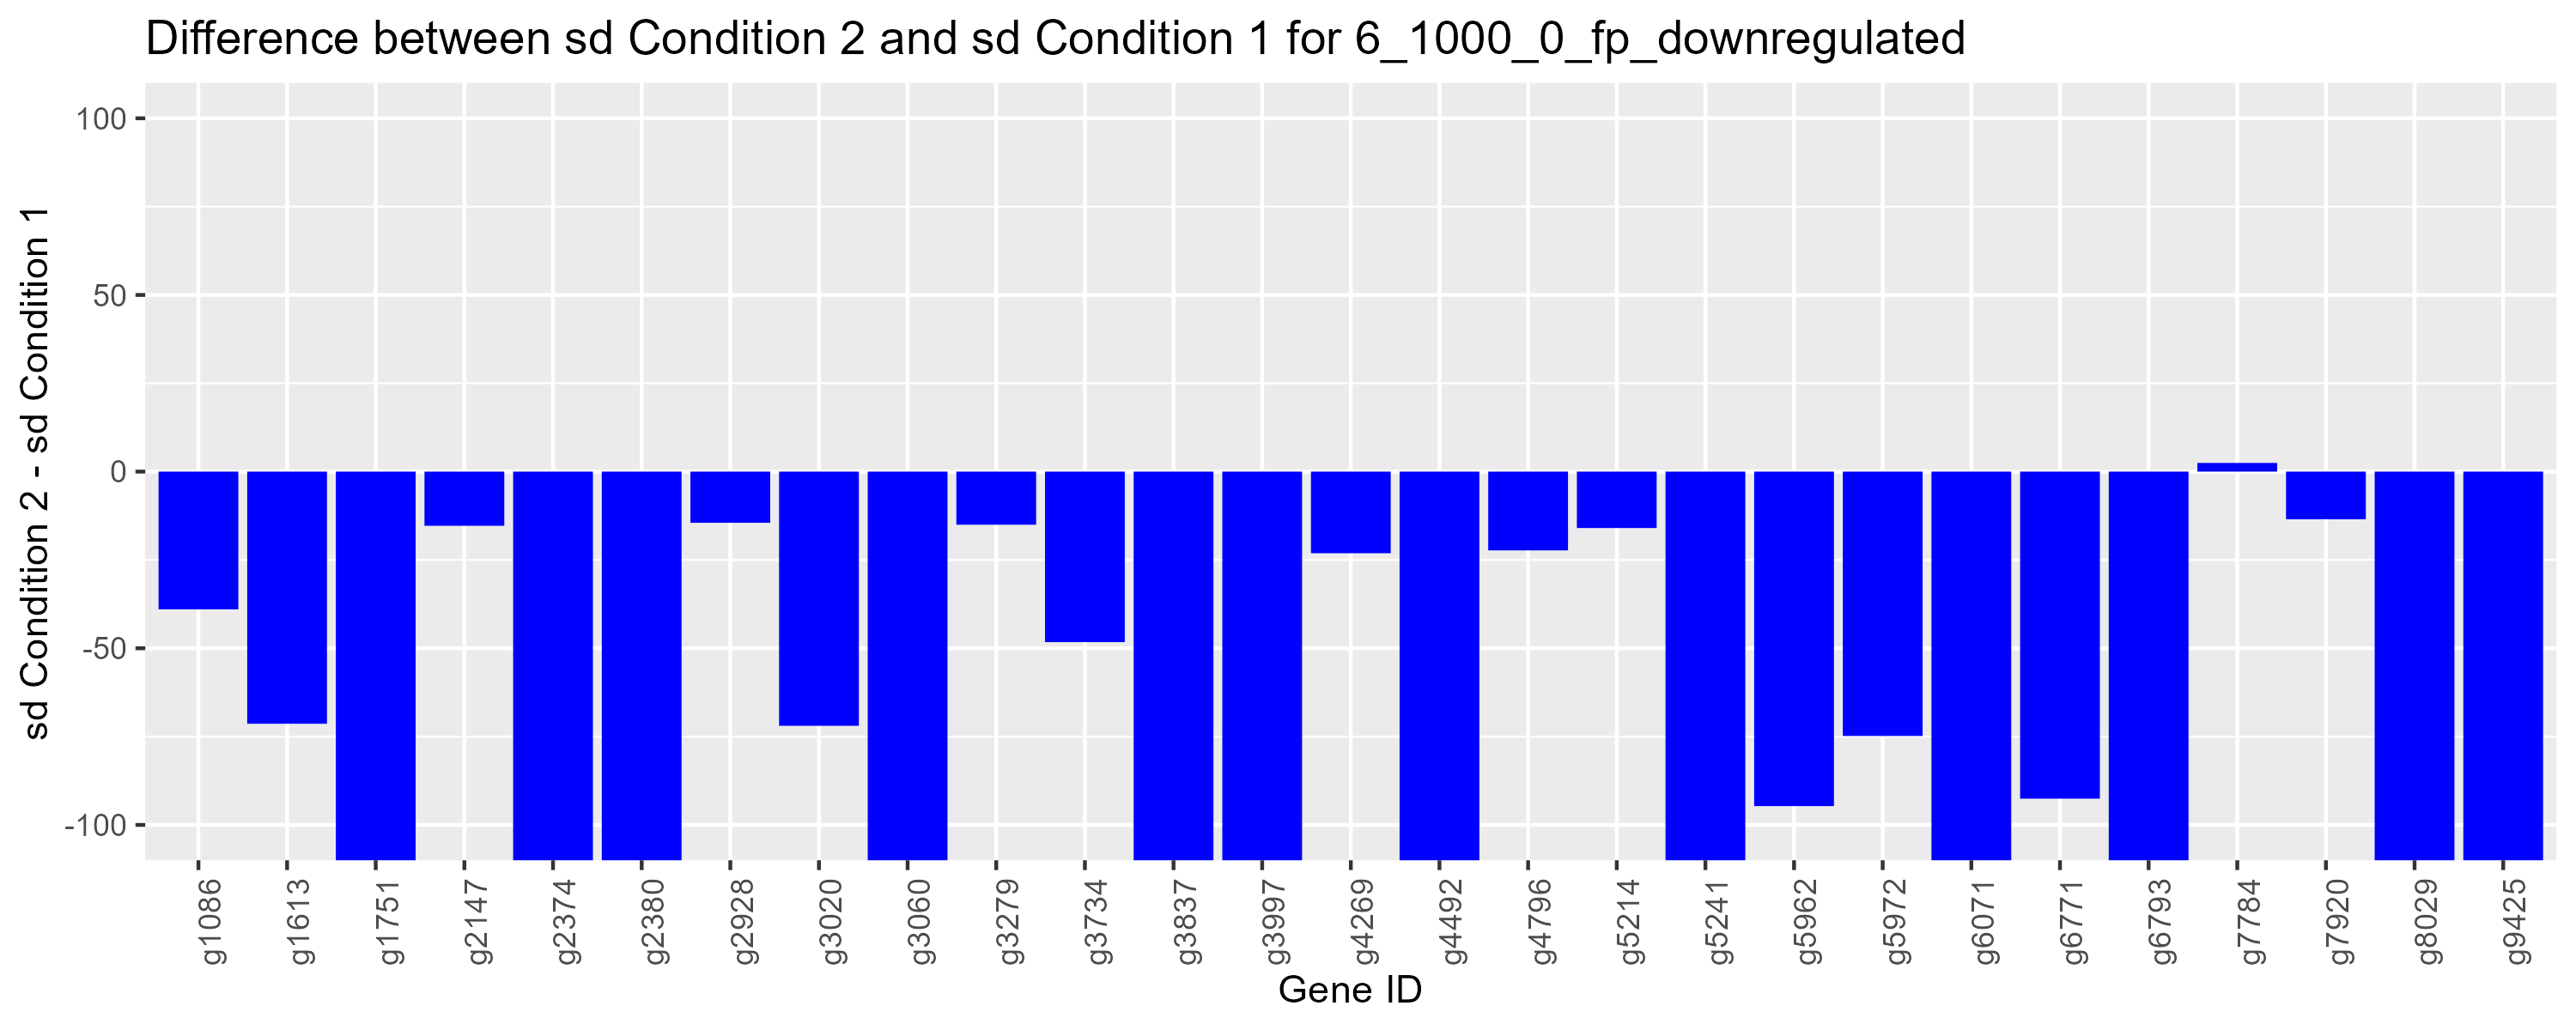 Difference between sd Condition 2 and sd Condition 1 for 6_1000_0_fp_downregulated
sd Condition 2 - sd Condition 1
100
50
0
-50
-100
g1086
g1613
g1751
g2147
g2374
g2380
g2928
g3020
g3060
g3279
g3734
g3837
g3997
g4269
g4492
g4796
g5214
g5241
g5962
g5972
g6071
g6771
g6793
g7784
g7920
g8029
g9425
Gene ID